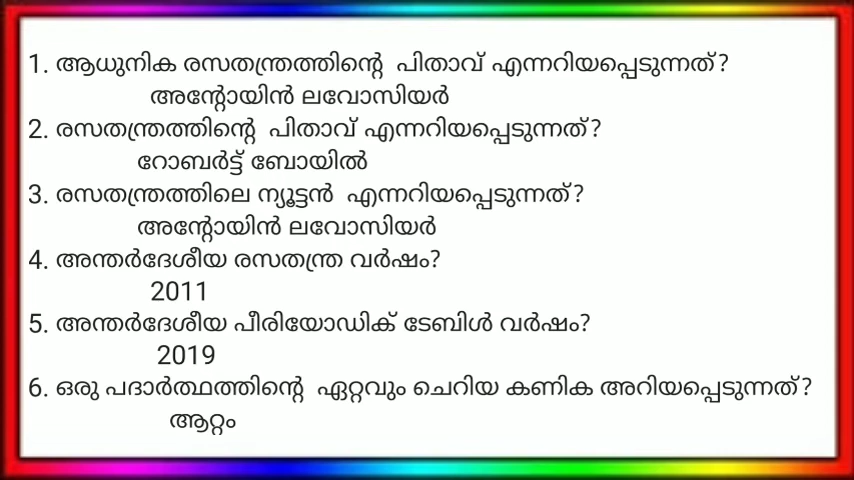 1. ആധുനിക രസതന്ത്രത്തിന്റെ പിതാവ് എന്നറിയപ്പെടുന്നത്?
അന്റോയിൻ ലവോസിയർ
2. രസതന്ത്രത്തിന്റെ പിതാവ് എന്നറിയപ്പെടുന്നത്?
റോബർട്ട് ബോയിൽ
3. രസതന്ത്രത്തിലെ ന്യൂട്ടൻ എന്നറിയപ്പെടുന്നത്?
അന്റോയിൻ ലവോസിയർ
4. അന്തർദേശീയ രസതന്ത്ര വർഷം?
2011
5. അന്തർദേശീയ പീരിയോഡിക് ടേബിൾ വർഷം?
2019
6. ഒരു പദാർത്ഥത്തിന്റെ ഏറ്റവും ചെറിയ കണിക അറിയപ്പെടുന്നത്?
ആറ്റം